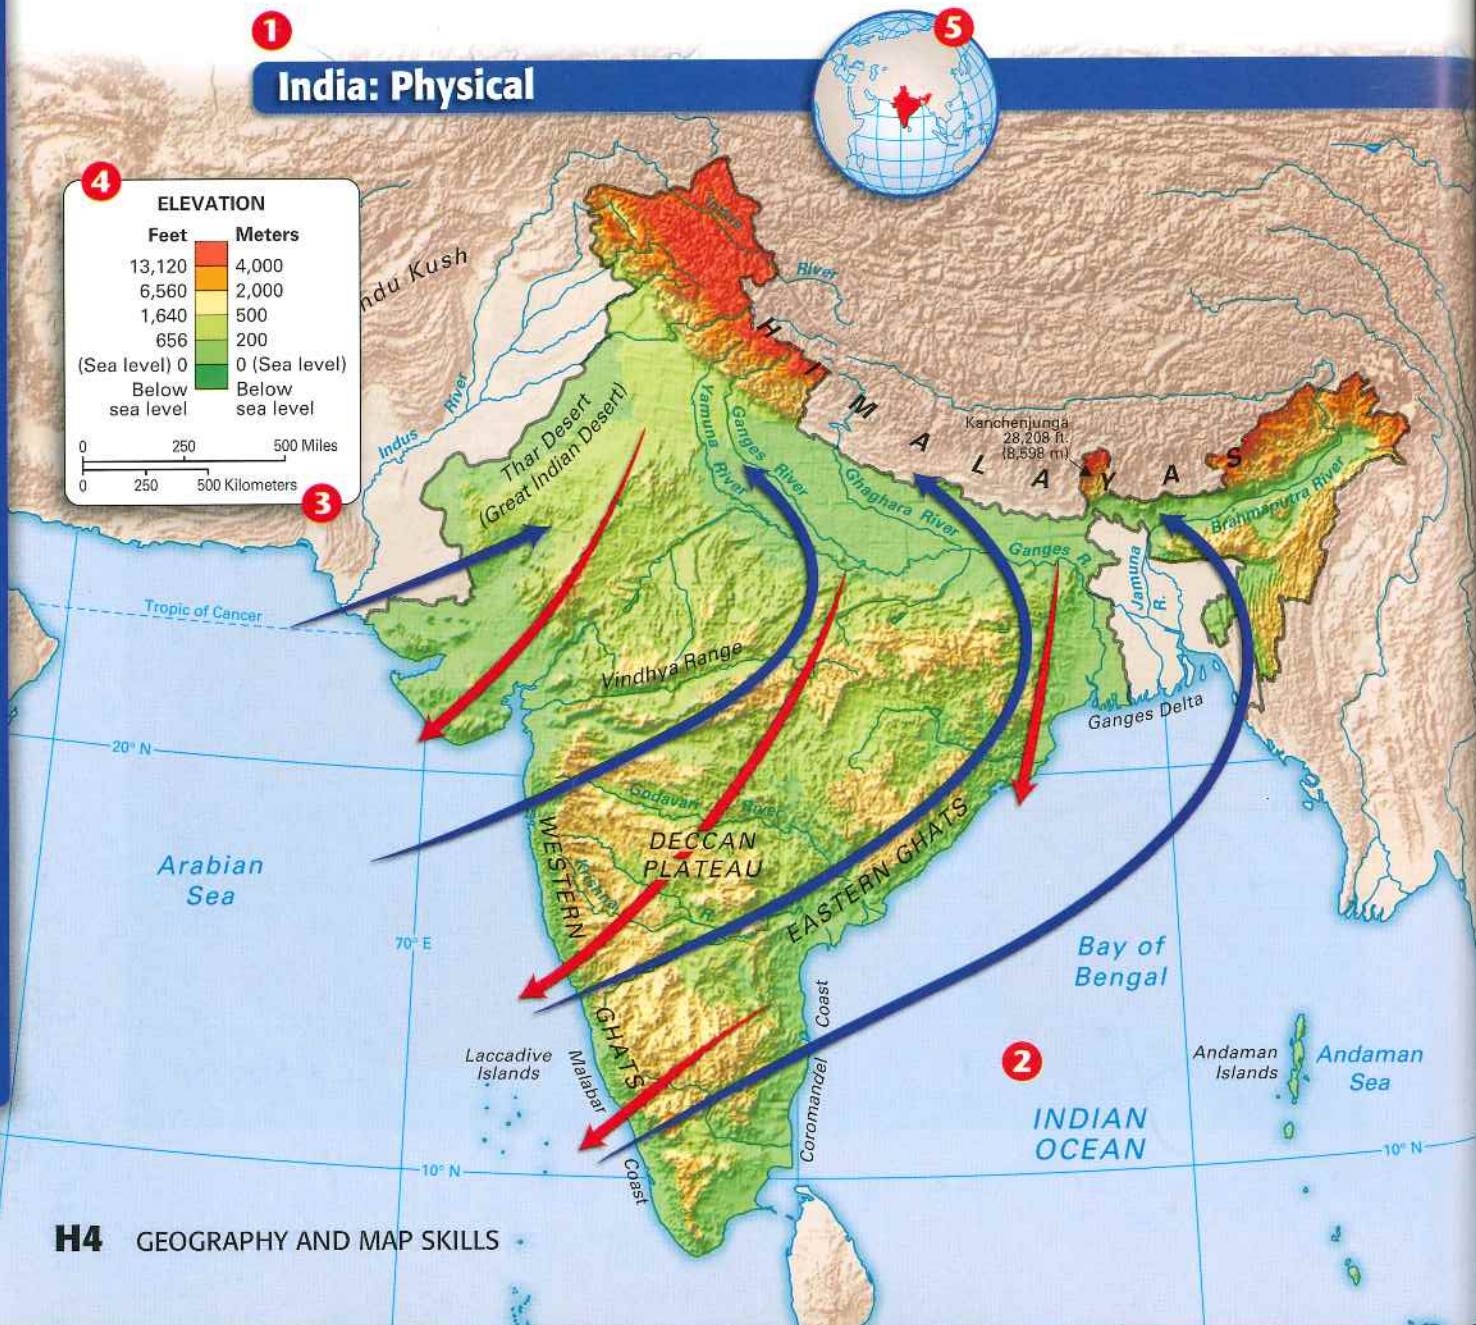 1
India: Physical
5
4
ELEVATION
Feet Meters
13,120 4,000
6,560 2,000
1,640 500
656 200
(Sea level) 0 0 (Sea level)
Below Below
sea level sea level
0 250 500 Miles
0 250 500 Kilometers
3
ndu Kush
Indus
River
Indus River
HIMALAYAS
Kanchenjunga
28,208 ft.
(8,598 m)
Thar Desert
(Great Indian Desert)
Yamuna River
Ganges River
Ghaghara River
Ganges R.
Jamuna R.
Brahmaputra River
Tropic of Cancer
Vindhya Range
Ganges Delta
20° N
Godavari River
DECCAN
PLATEAU
WESTERN GHATS
Krishna R.
EASTERN GHATS
Arabian
Sea
70° E
Bay of
Bengal
Laccadive
Islands
Malabar Coast
Coromandel Coast
2
INDIAN
OCEAN
Andaman
Islands
Andaman
Sea
10° N
10° N
H4 GEOGRAPHY AND MAP SKILLS